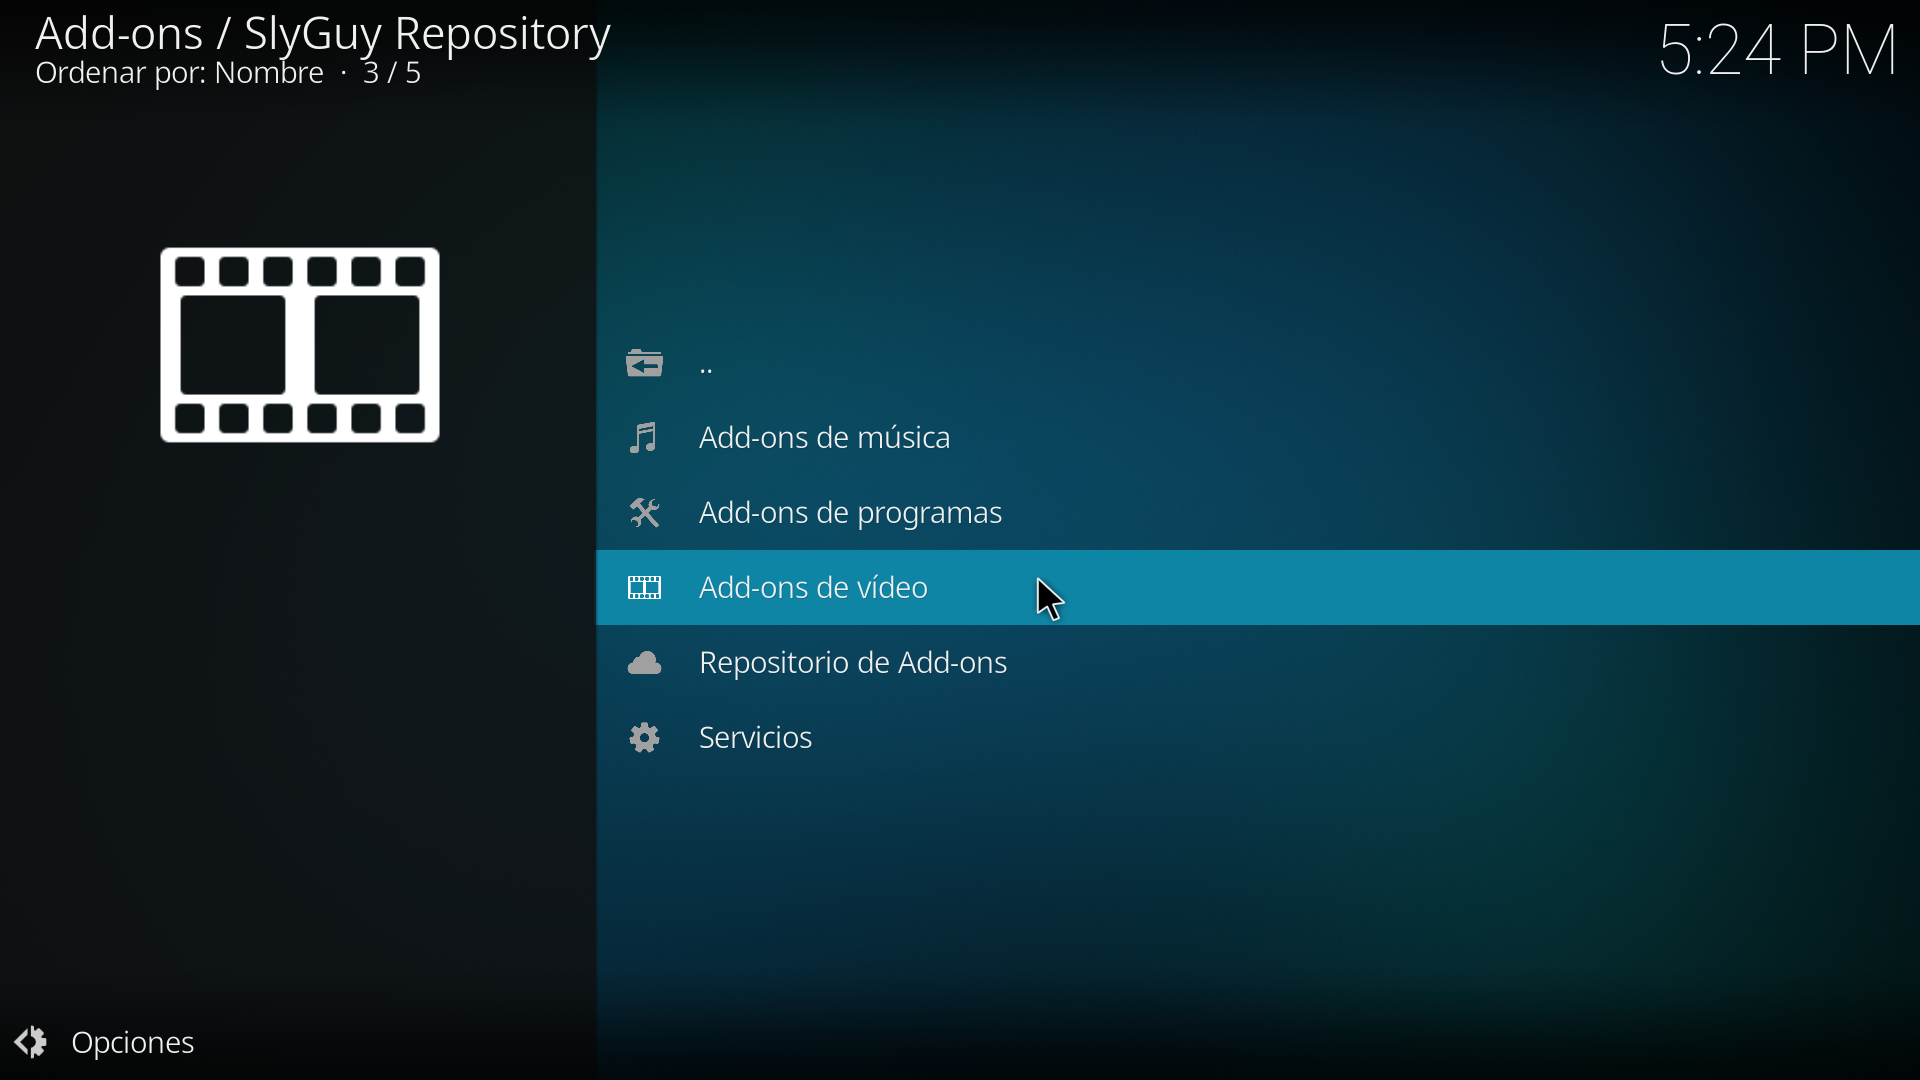 Add-ons / SlyGuy Repository
Ordenar por: Nombre · 3 / 5
5:24 PM
..
Add-ons de música
Add-ons de programas
Add-ons de vídeo
Repositorio de Add-ons
Servicios
Opciones